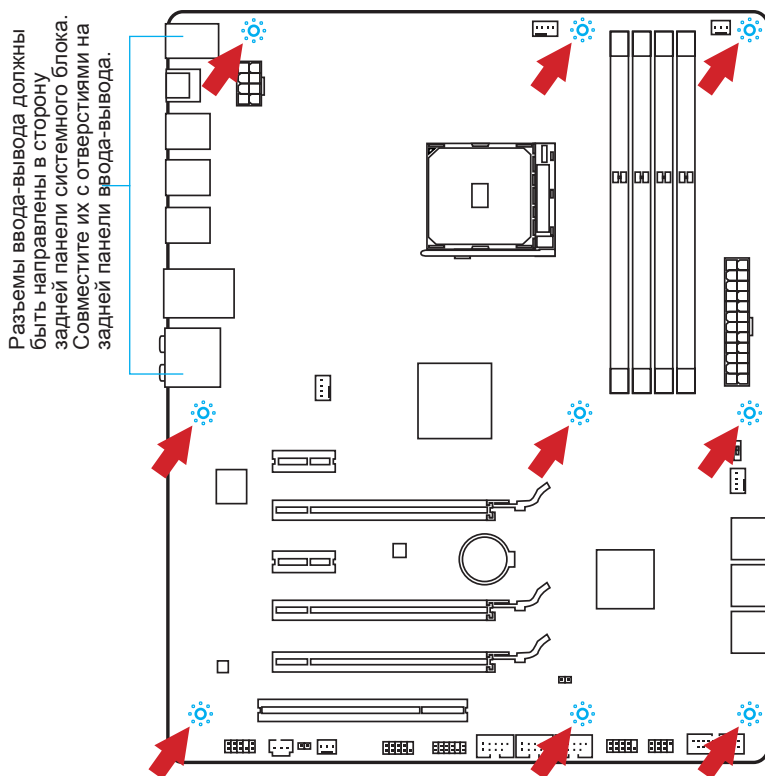 Разъемы ввода-вывода должны
быть направлены в сторону
задней панели системного блока.
Совместите их с отверстиями на
задней панели ввода-вывода.